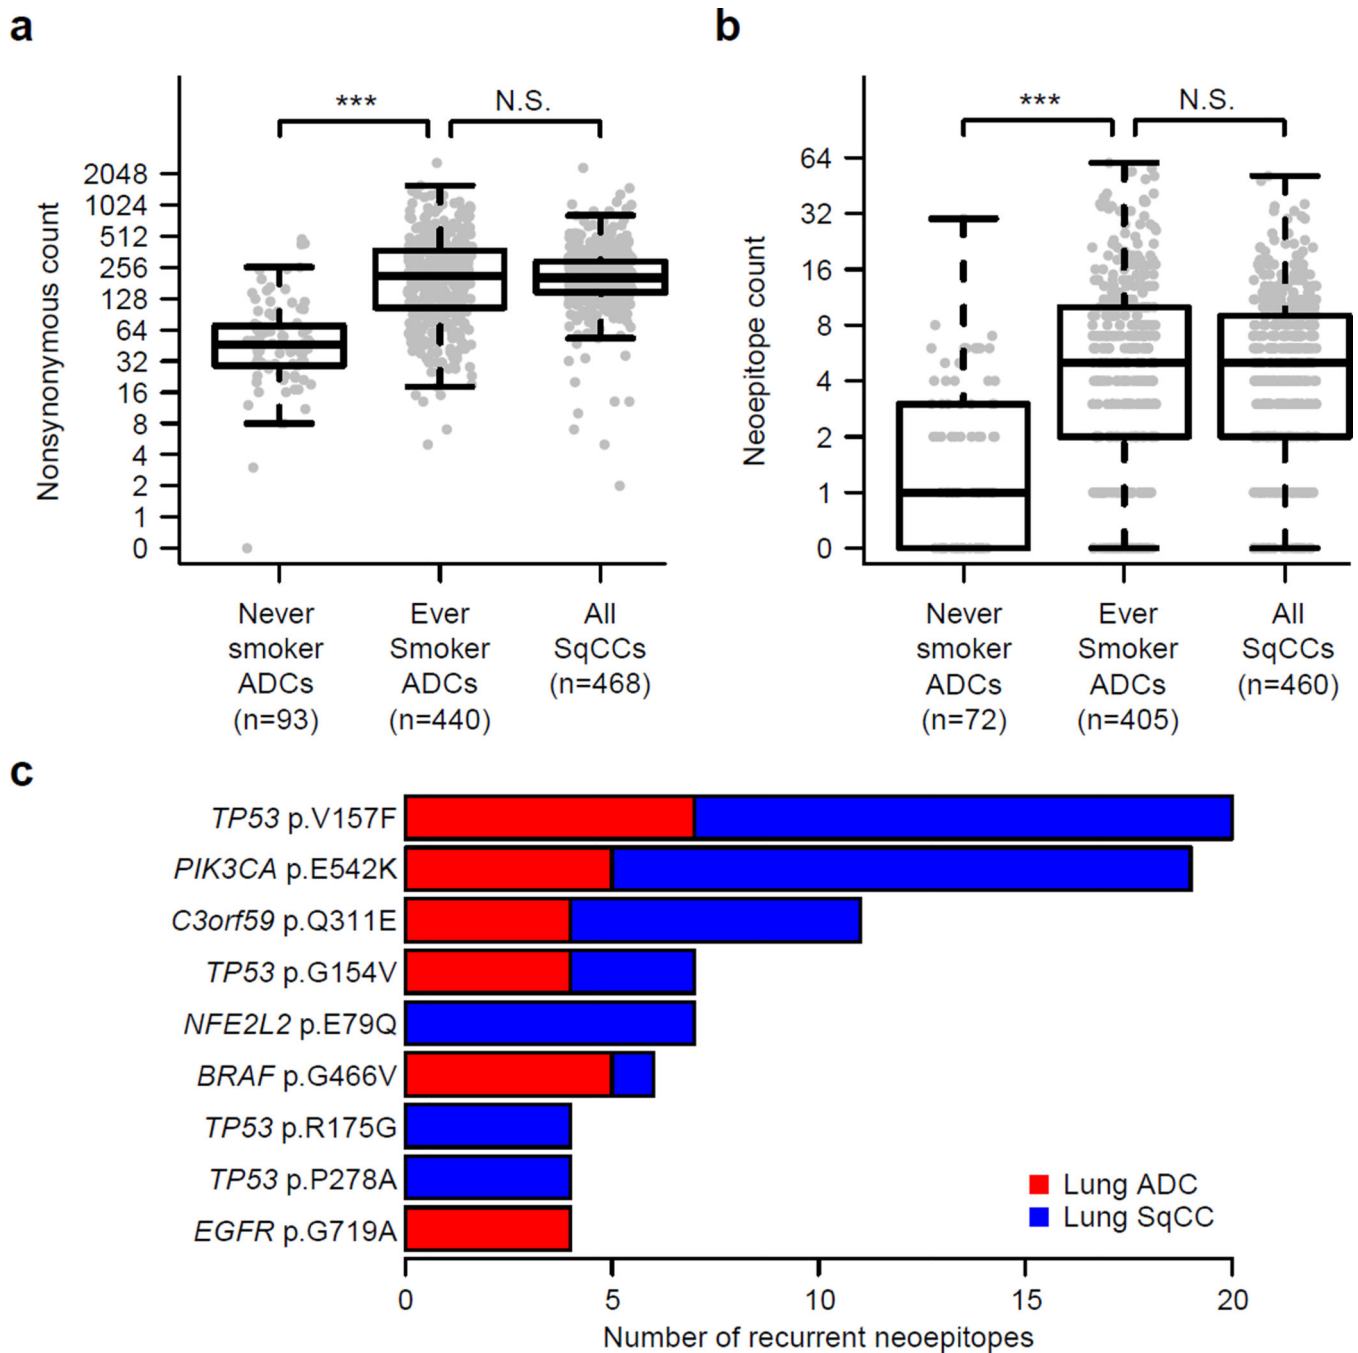 a
***
N.S.
Nonsynonymous count
2048
1024
512
256
128
64
32
16
8
4
2
1
0
Never
smoker
ADCs
(n=93)
Ever
Smoker
ADCs
(n=440)
All
SqCCs
(n=468)
b
***
N.S.
Neoepitope count
64
32
16
8
4
2
1
0
Never
smoker
ADCs
(n=72)
Ever
Smoker
ADCs
(n=405)
All
SqCCs
(n=460)
c
TP53 p.V157F
PIK3CA p.E542K
C3orf59 p.Q311E
TP53 p.G154V
NFE2L2 p.E79Q
BRAF p.G466V
TP53 p.R175G
TP53 p.P278A
EGFR p.G719A
Lung ADC
Lung SqCC
0 5 10 15 20
Number of recurrent neoepitopes